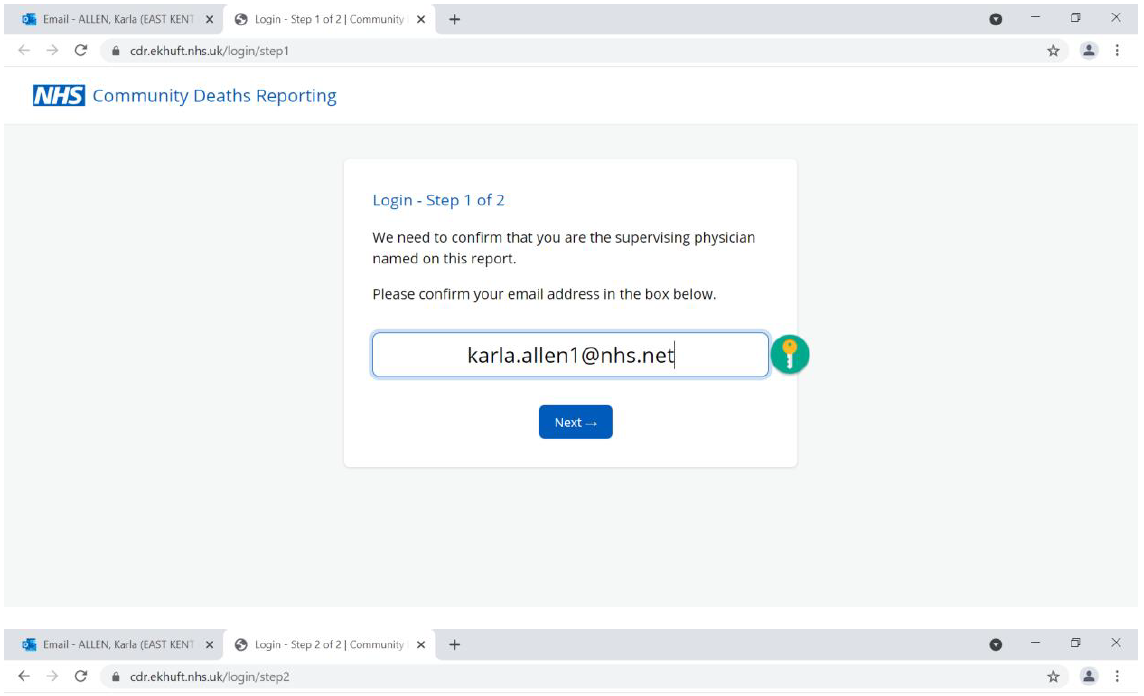 Email - ALLEN, Karla (EAST KENT
Login - Step 1 of 2 | Community
cdr.ekhuft.nhs.uk/login/step1
NHS Community Deaths Reporting
Login - Step 1 of 2
We need to confirm that you are the supervising physician
named on this report.
Please confirm your email address in the box below.
karla.allen1@nhs.net
Next →
Email - ALLEN, Karla (EAST KENT
Login - Step 2 of 2 | Community
cdr.ekhuft.nhs.uk/login/step2